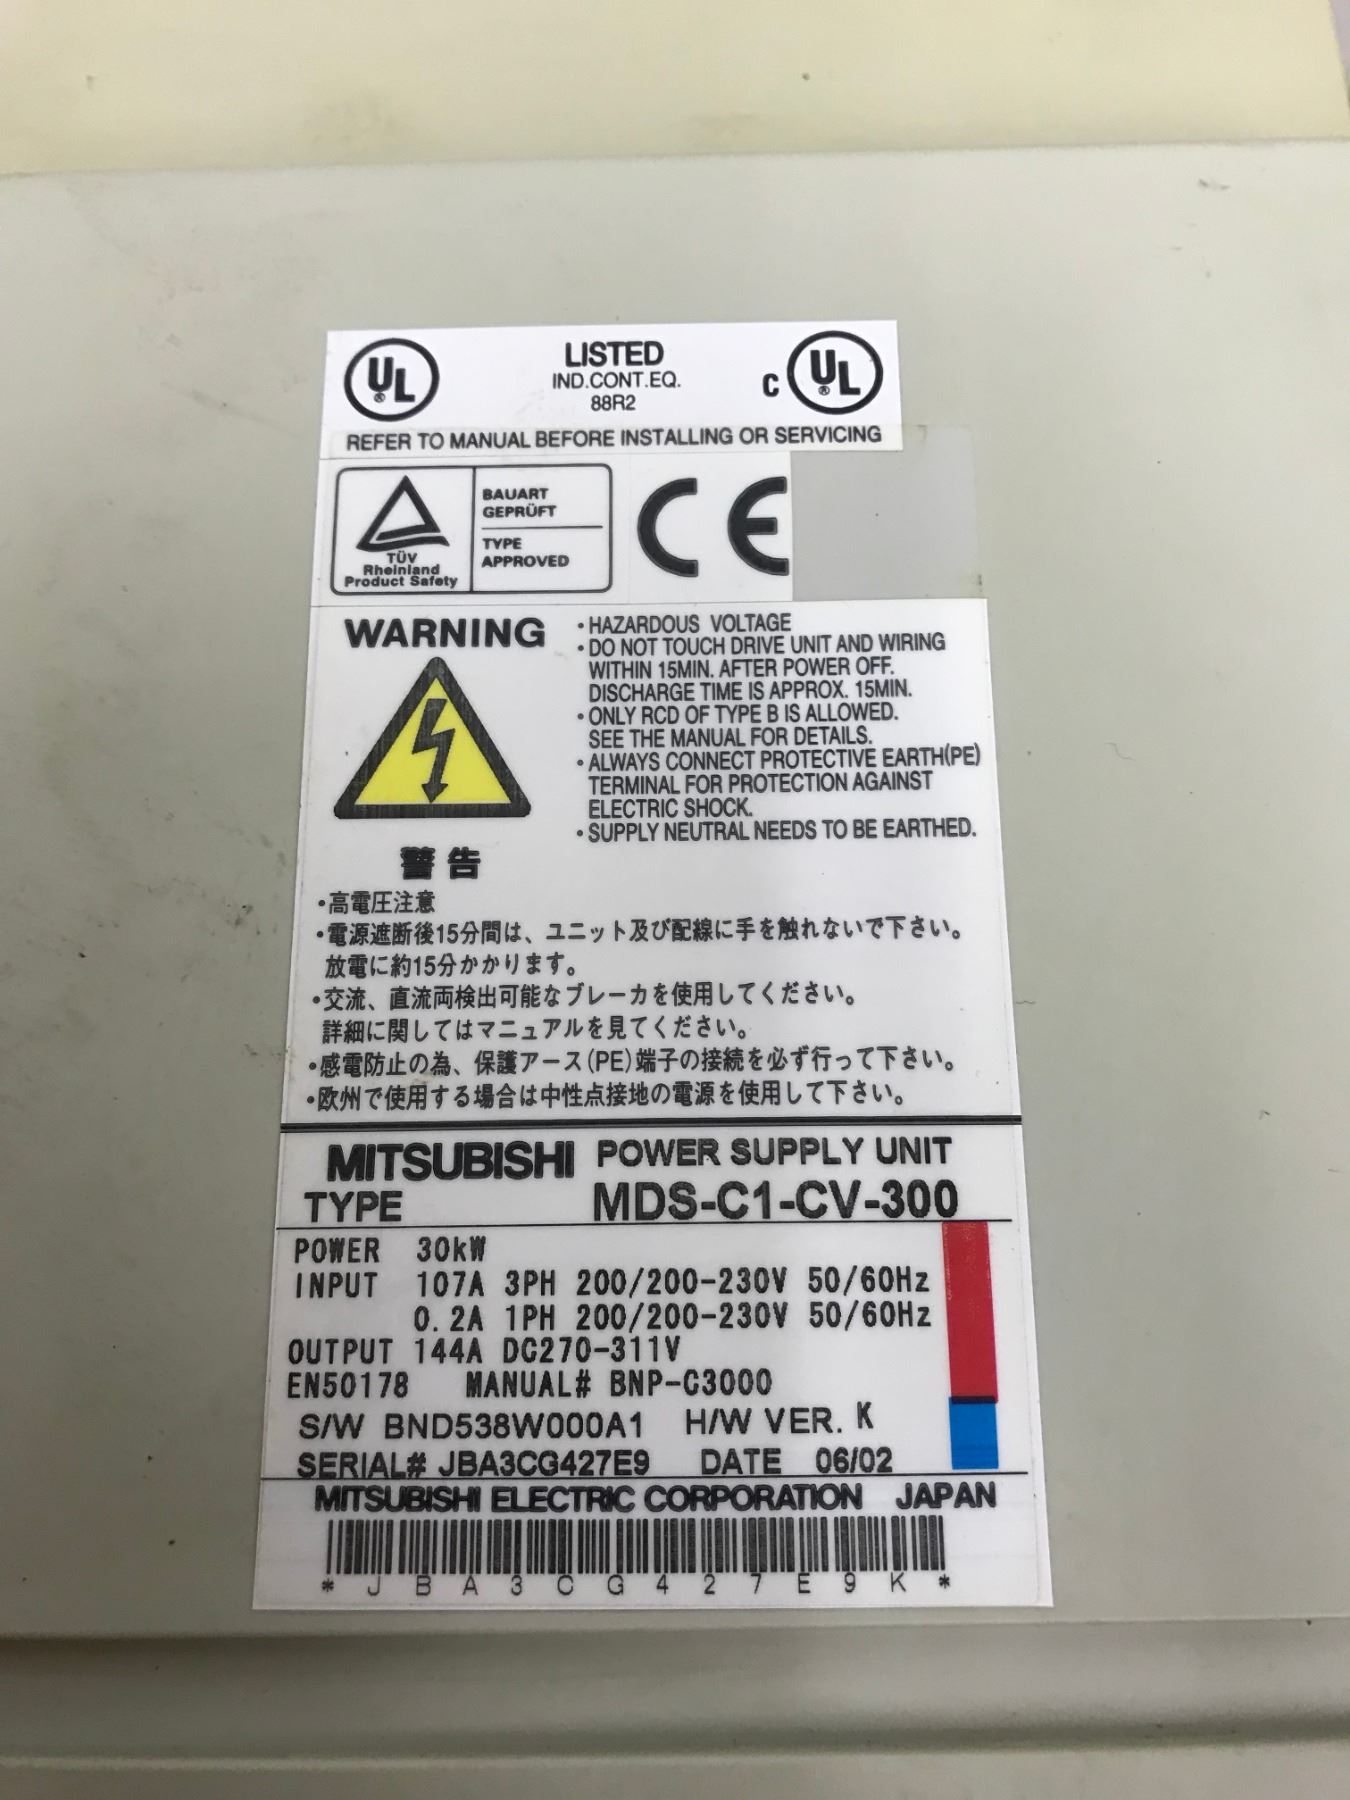 UL
LISTED
IND.CONT.EQ.
88R2
C UL
REFER TO MANUAL BEFORE INSTALLING OR SERVICING
TÜV
Rheinland
Product Safety
BAUART
GEPRÜFT
TYPE
APPROVED
CE
WARNING
・HAZARDOUS VOLTAGE
・DO NOT TOUCH DRIVE UNIT AND WIRING
WITHIN 15MIN. AFTER POWER OFF.
DISCHARGE TIME IS APPROX. 15MIN.
・ONLY RCD OF TYPE B IS ALLOWED.
SEE THE MANUAL FOR DETAILS.
・ALWAYS CONNECT PROTECTIVE EARTH(PE)
TERMINAL FOR PROTECTION AGAINST
ELECTRIC SHOCK.
・SUPPLY NEUTRAL NEEDS TO BE EARTHED.
警告
・高電圧注意
・電源遮断後15分間は、ユニット及び配線に手を触れないで下さい。
放電に約15分かかります。
・交流、直流両検出可能なブレーカを使用してください。
詳細に関してはマニュアルを見てください。
・感電防止の為、保護アース(PE)端子の接続を必ず行って下さい。
・欧州で使用する場合は中性点接地の電源を使用して下さい。
MITSUBISHI POWER SUPPLY UNIT
TYPE MDS-C1-CV-300
POWER 30kW
INPUT 107A 3PH 200/200-230V 50/60Hz
0.2A 1PH 200/200-230V 50/60Hz
OUTPUT 144A DC270-311V
EN50178 MANUAL# BNP-C3000
S/W BND538W000A1 H/W VER. K
SERIAL# JBA3CG427E9 DATE 06/02
MITSUBISHI ELECTRIC CORPORATION JAPAN
* J B A 3 C G 4 2 7 E 9 K *